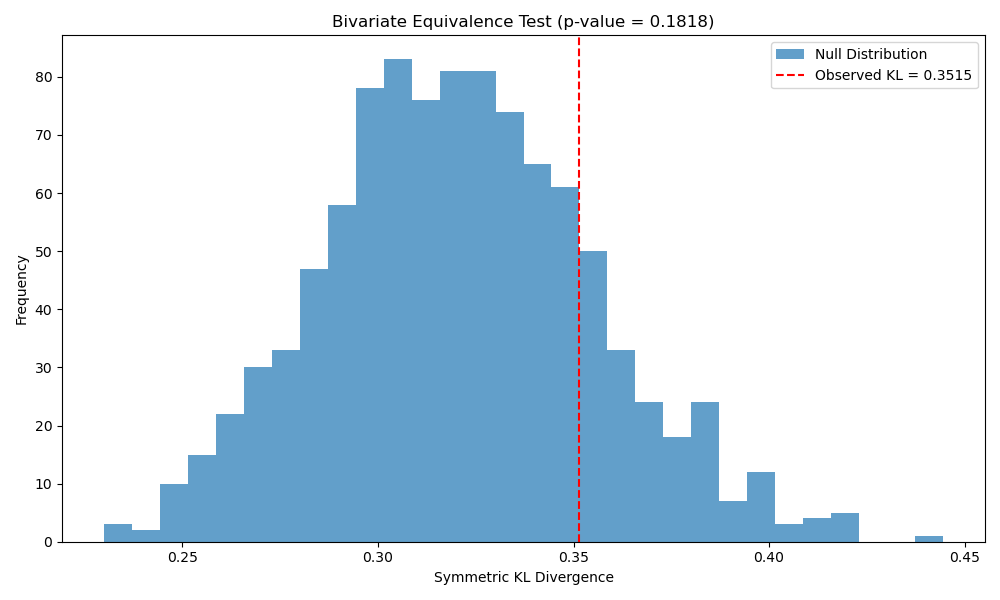 Bivariate Equivalence Test (p-value = 0.1818)
Null Distribution
Observed KL = 0.3515
Frequency
80
70
60
50
40
30
20
10
0
0.25
0.30
0.35
0.40
0.45
Symmetric KL Divergence